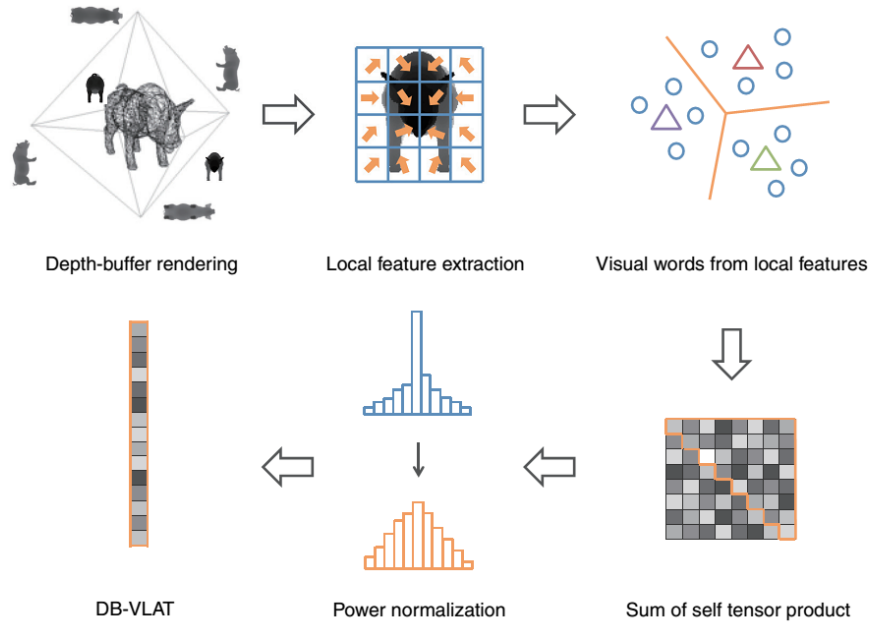 Depth-buffer rendering
Local feature extraction
Visual words from local features
DB-VLAT
Power normalization
Sum of self tensor product